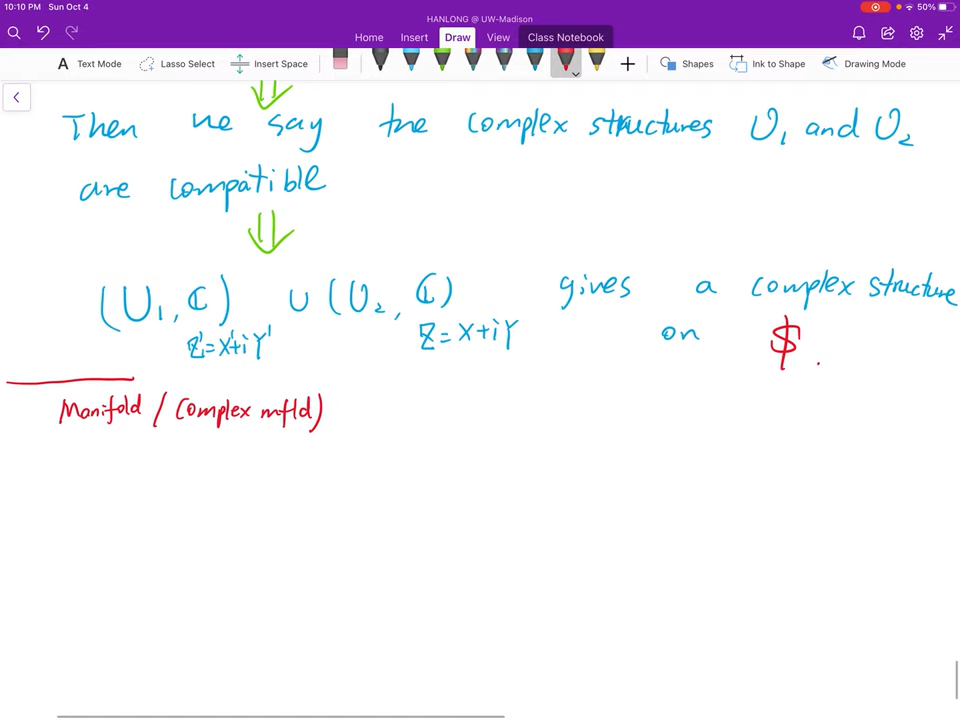 10:10 PM Sun Oct 4
50%
HANLONG @ UW-Madison
Home Insert Draw View Class Notebook
Text Mode Lasso Select Insert Space Shapes Ink to Shape Drawing Mode
Then we say the complex structures U₁ and U₂
are compatible
⇓
(U₁, ℂ) ∪ (U₂, ℂ) gives a complex structure
z'=x'+iY' Z=X+iY on $.
Manifold / (complex mfld)